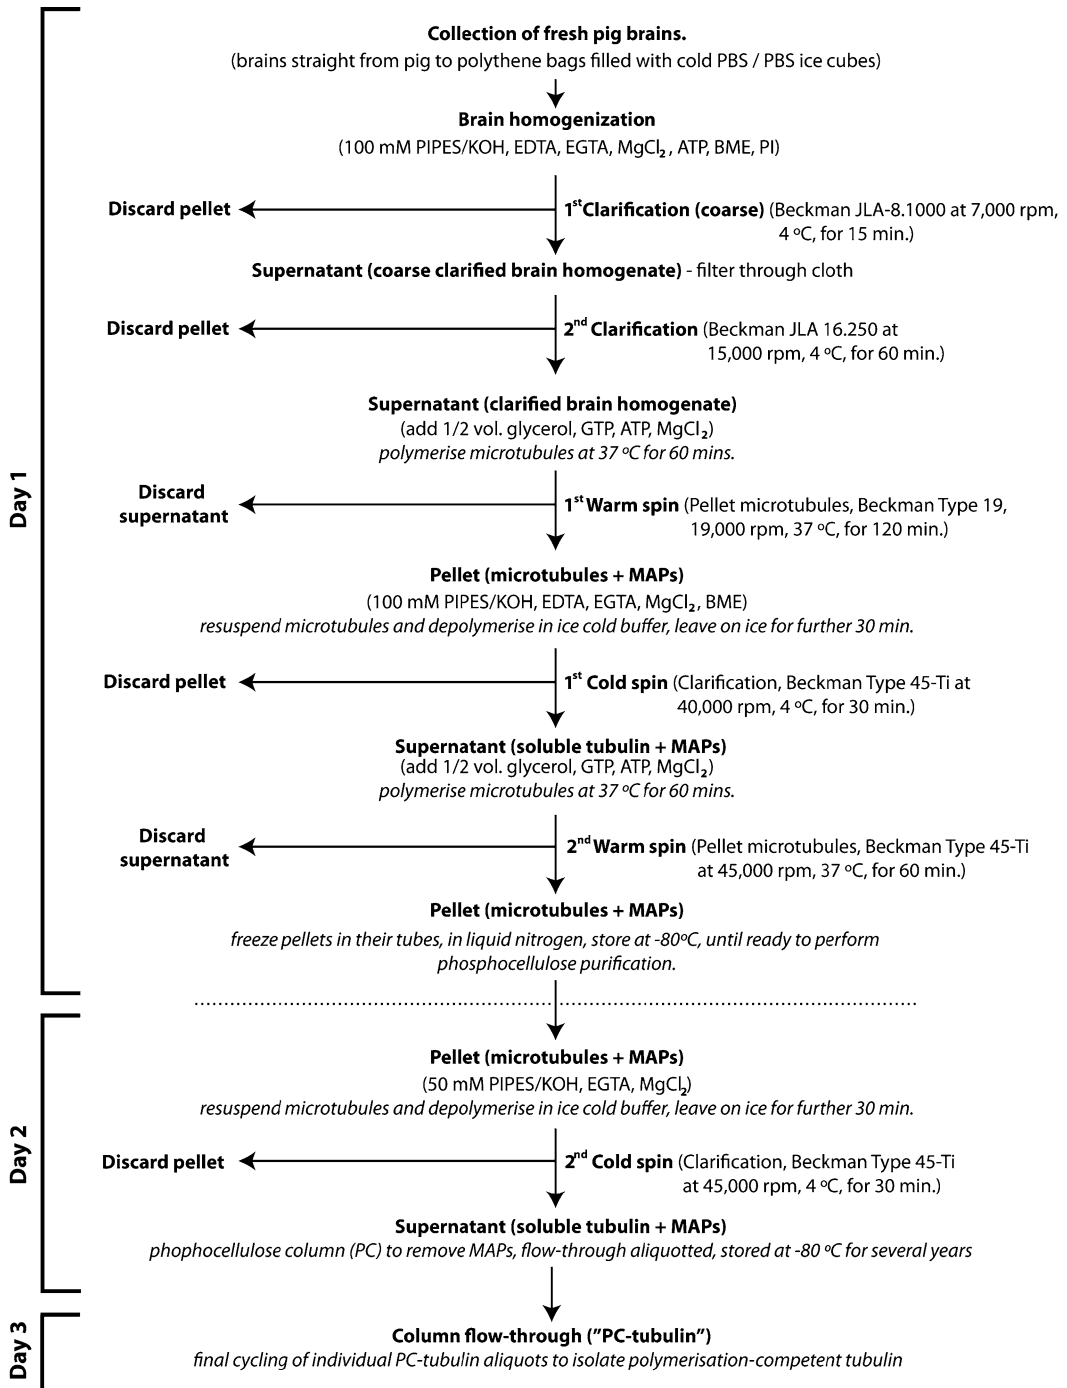 Day 1
Collection of fresh pig brains.
(brains straight from pig to polythene bags filled with cold PBS / PBS ice cubes)
Brain homogenization
(100 mM PIPES/KOH, EDTA, EGTA, MgCl2, ATP, BME, PI)
Discard pellet
1st Clarification (coarse) (Beckman JLA-8.1000 at 7,000 rpm,
4 ºC, for 15 min.)
Supernatant (coarse clarified brain homogenate) - filter through cloth
Discard pellet
2nd Clarification (Beckman JLA 16.250 at
15,000 rpm, 4 ºC, for 60 min.)
Supernatant (clarified brain homogenate)
(add 1/2 vol. glycerol, GTP, ATP, MgCl2)
polymerise microtubules at 37 ºC for 60 mins.
Discard
supernatant
1st Warm spin (Pellet microtubules, Beckman Type 19,
19,000 rpm, 37 ºC, for 120 min.)
Pellet (microtubules + MAPs)
(100 mM PIPES/KOH, EDTA, EGTA, MgCl2, BME)
resuspend microtubules and depolymerise in ice cold buffer, leave on ice for further 30 min.
Discard pellet
1st Cold spin (Clarification, Beckman Type 45-Ti at
40,000 rpm, 4 ºC, for 30 min.)
Supernatant (soluble tubulin + MAPs)
(add 1/2 vol. glycerol, GTP, ATP, MgCl2)
polymerise microtubules at 37 ºC for 60 mins.
Discard
supernatant
2nd Warm spin (Pellet microtubules, Beckman Type 45-Ti
at 45,000 rpm, 37 ºC, for 60 min.)
Pellet (microtubules + MAPs)
freeze pellets in their tubes, in liquid nitrogen, store at -80ºC, until ready to perform
phosphocellulose purification.
Day 2
Pellet (microtubules + MAPs)
(50 mM PIPES/KOH, EGTA, MgCl2)
resuspend microtubules and depolymerise in ice cold buffer, leave on ice for further 30 min.
Discard pellet
2nd Cold spin (Clarification, Beckman Type 45-Ti
at 45,000 rpm, 4 ºC, for 30 min.)
Supernatant (soluble tubulin + MAPs)
phophocellulose column (PC) to remove MAPs, flow-through aliquotted, stored at -80 ºC for several years
Day 3
Column flow-through ("PC-tubulin")
final cycling of individual PC-tubulin aliquots to isolate polymerisation-competent tubulin